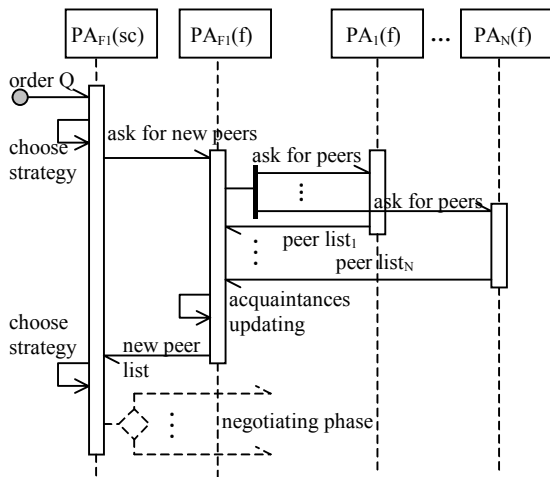 PAF1(sc) PAF1(f) PA1(f) ... PAN(f)
order Q
choose
strategy
ask for new peers
ask for peers
ask for peers
peer list1
peer listN
acquaintances
updating
choose
strategy
new peer
list
negotiating phase